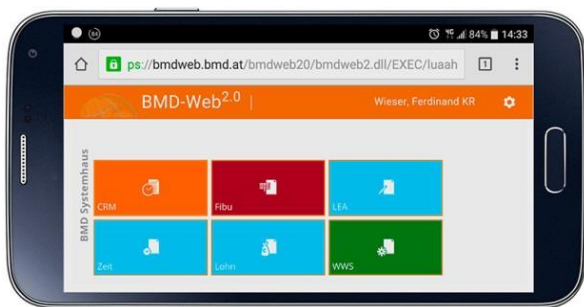 84% 14:33
ps://bmdweb.bmd.at/bmdweb20/bmdweb2.dll/EXEC/luaah 1
BMD-Web2.0 | Wieser, Ferdinand KR
BMD Systemhaus
CRM Fibu LEA
Zeit Lohn WWS